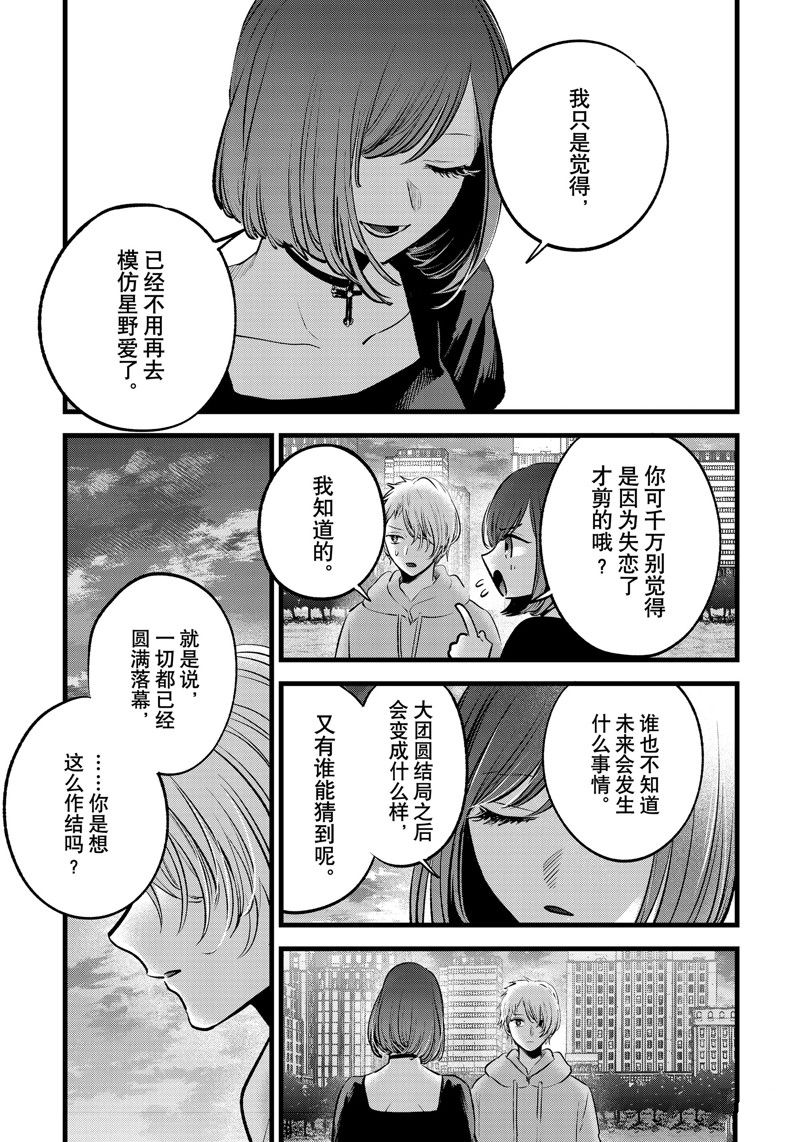 我只是觉得，
已经不用再去
模仿星野爱了。
你可千万别觉得
是因为失恋了
才剪的哦？
我知道的。
谁也不知道
未来会发生
什么事情。
大团圆结局之后
会变成什么样，
又有谁能猜到呢。
就是说，
一切都已经
圆满落幕，
……你是想
这么作结吗？